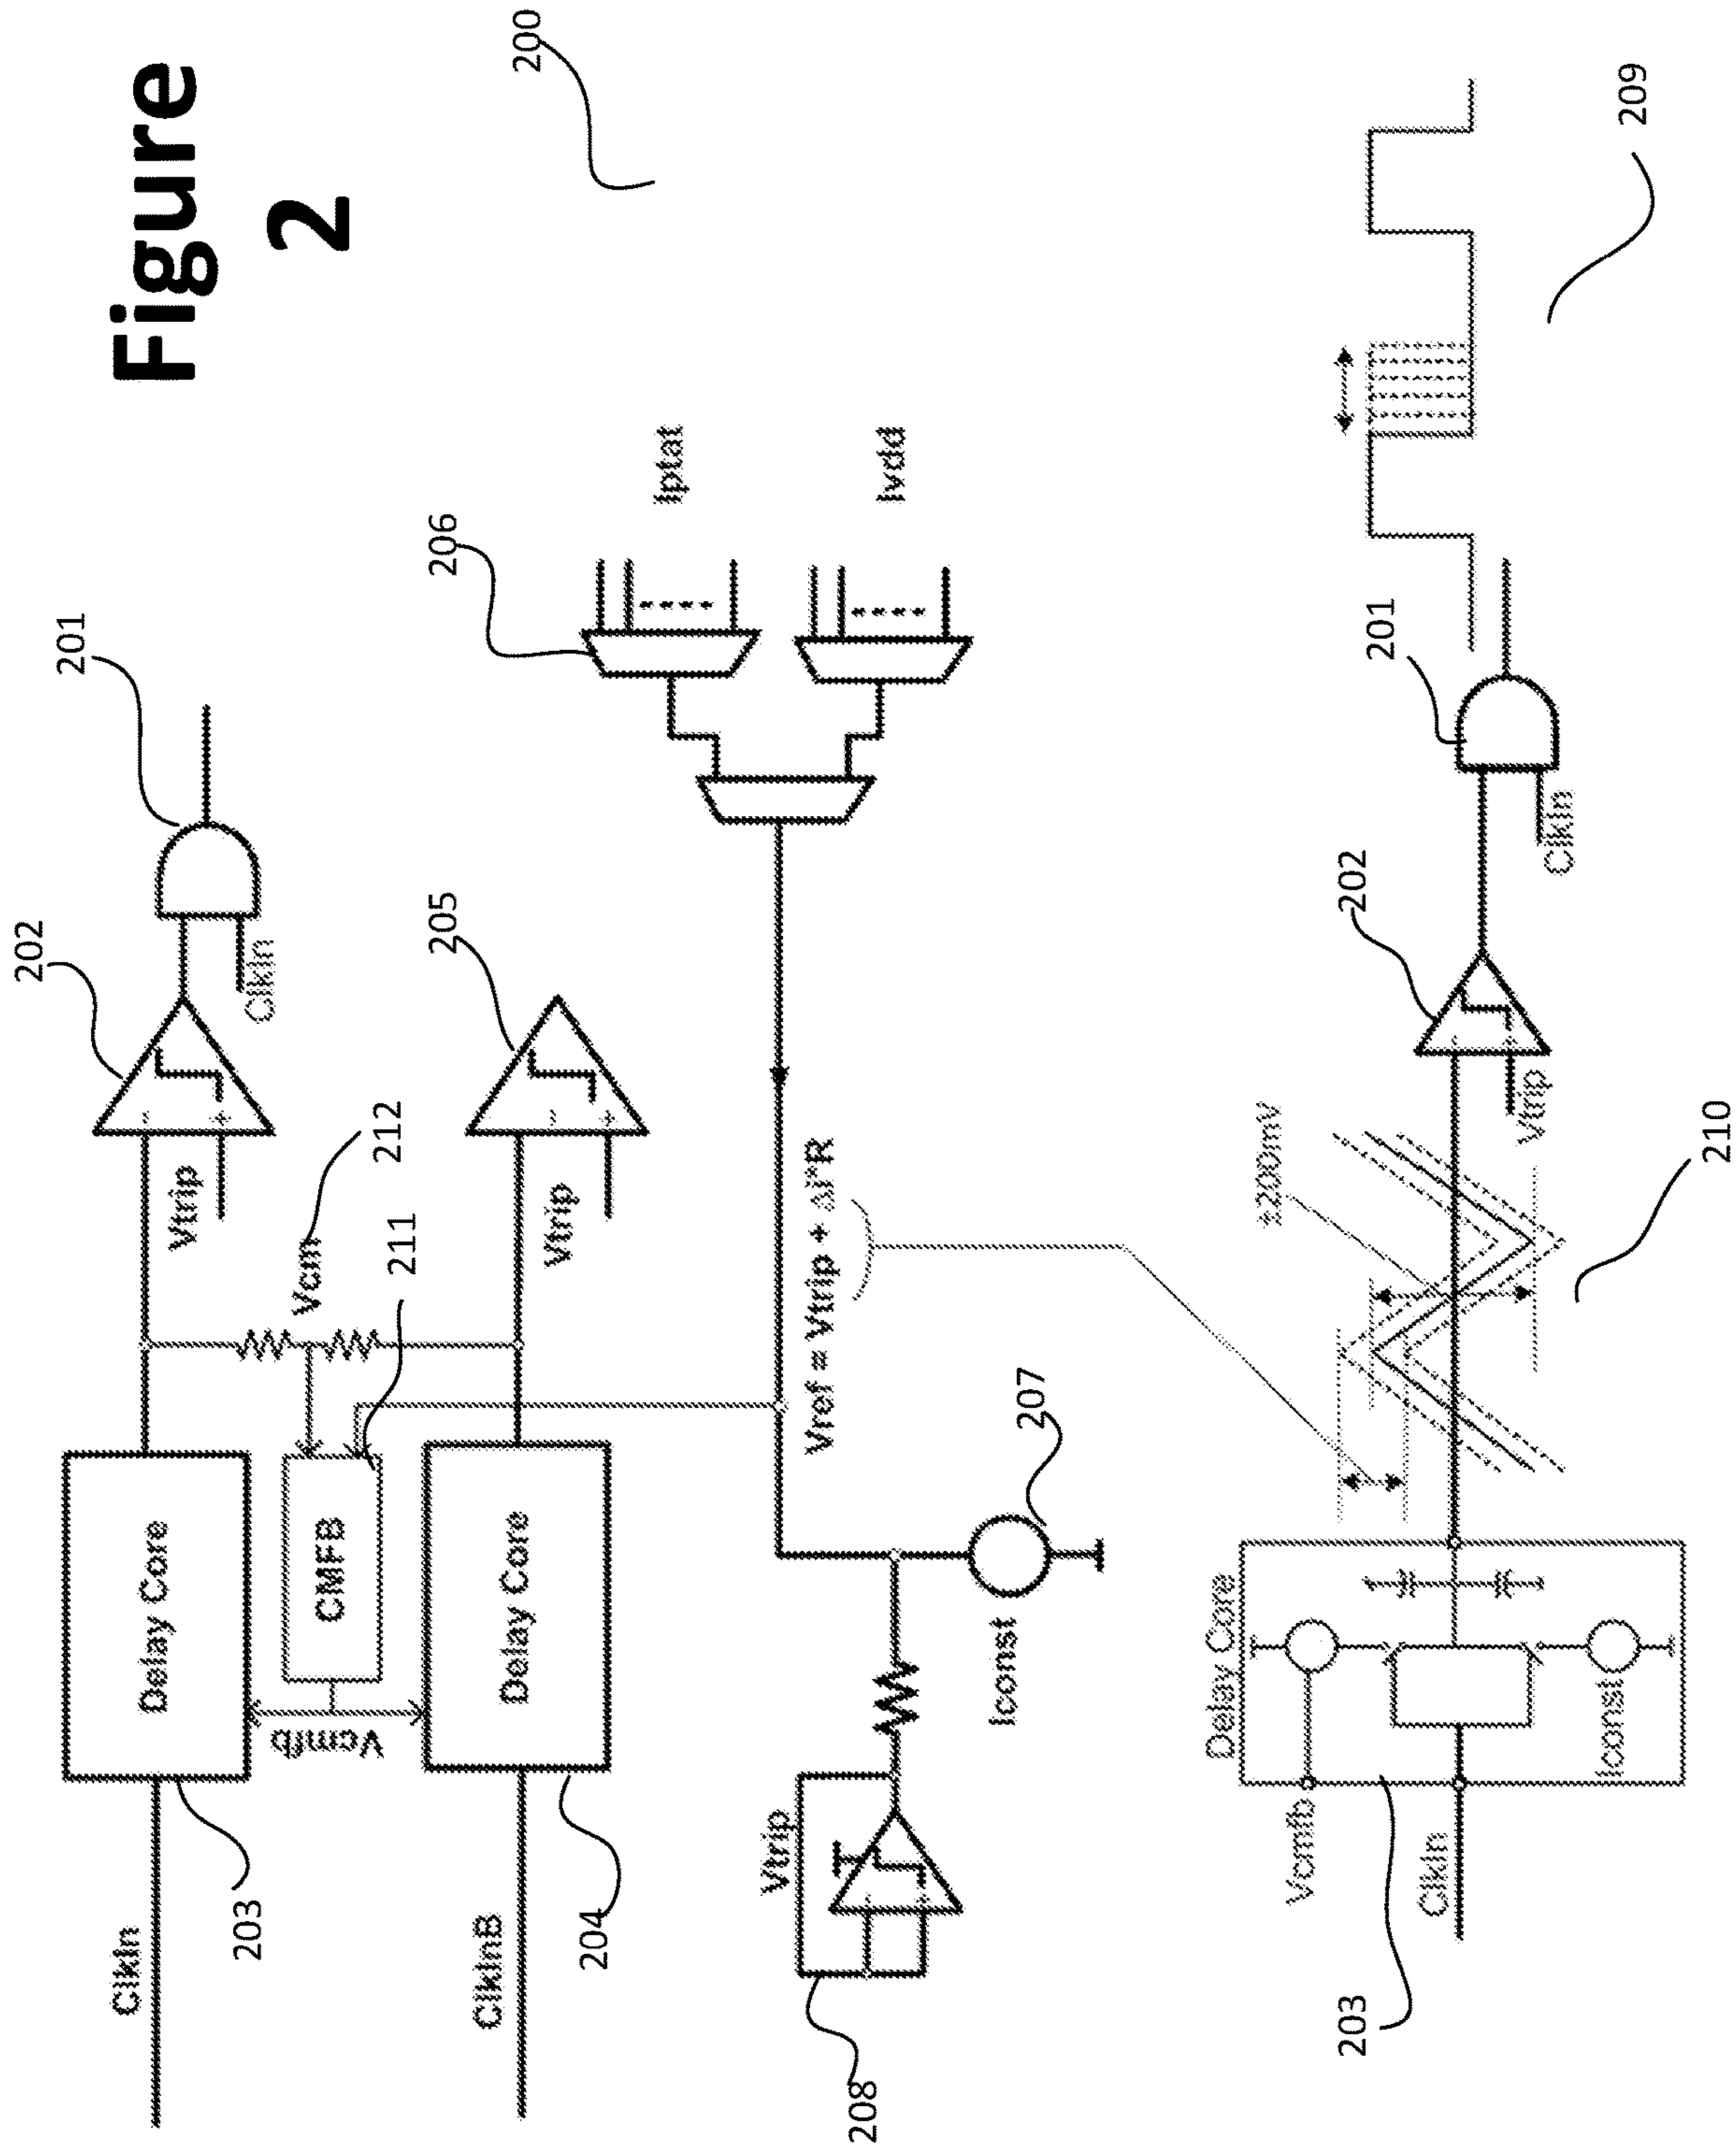 Figure
2
200
ClkIn
203
Delay Core
Vtrip
202
ClkIn
201
Vcmfb
CMFB
211
Vcm
212
ClkInB
204
Delay Core
Vtrip
205
206
Iptat
Ivdd
208
Vtrip
Iconst
207
Vref = Vtrip + Δi*R
203
Vcmfb
ClkIn
Delay Core
Iconst
±200mV
210
Vtrip
202
ClkIn
201
209